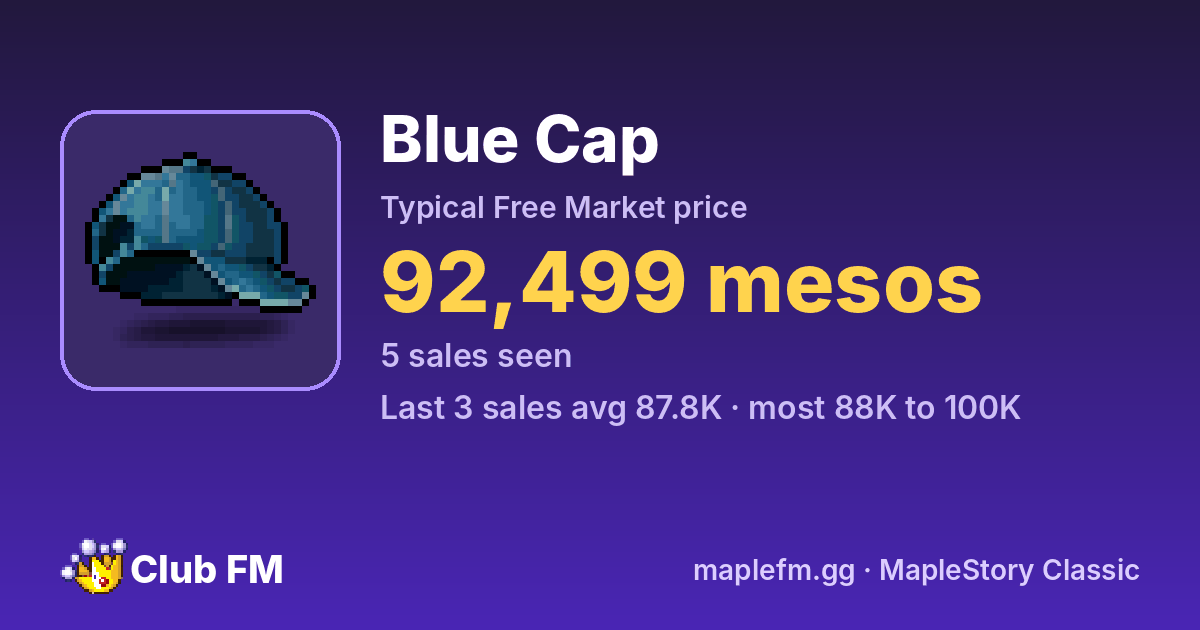 Blue Cap
Typical Free Market price
92,499 mesos
5 sales seen
Last 3 sales avg 87.8K · most 88K to 100K
Club FM
maplefm.gg · MapleStory Classic